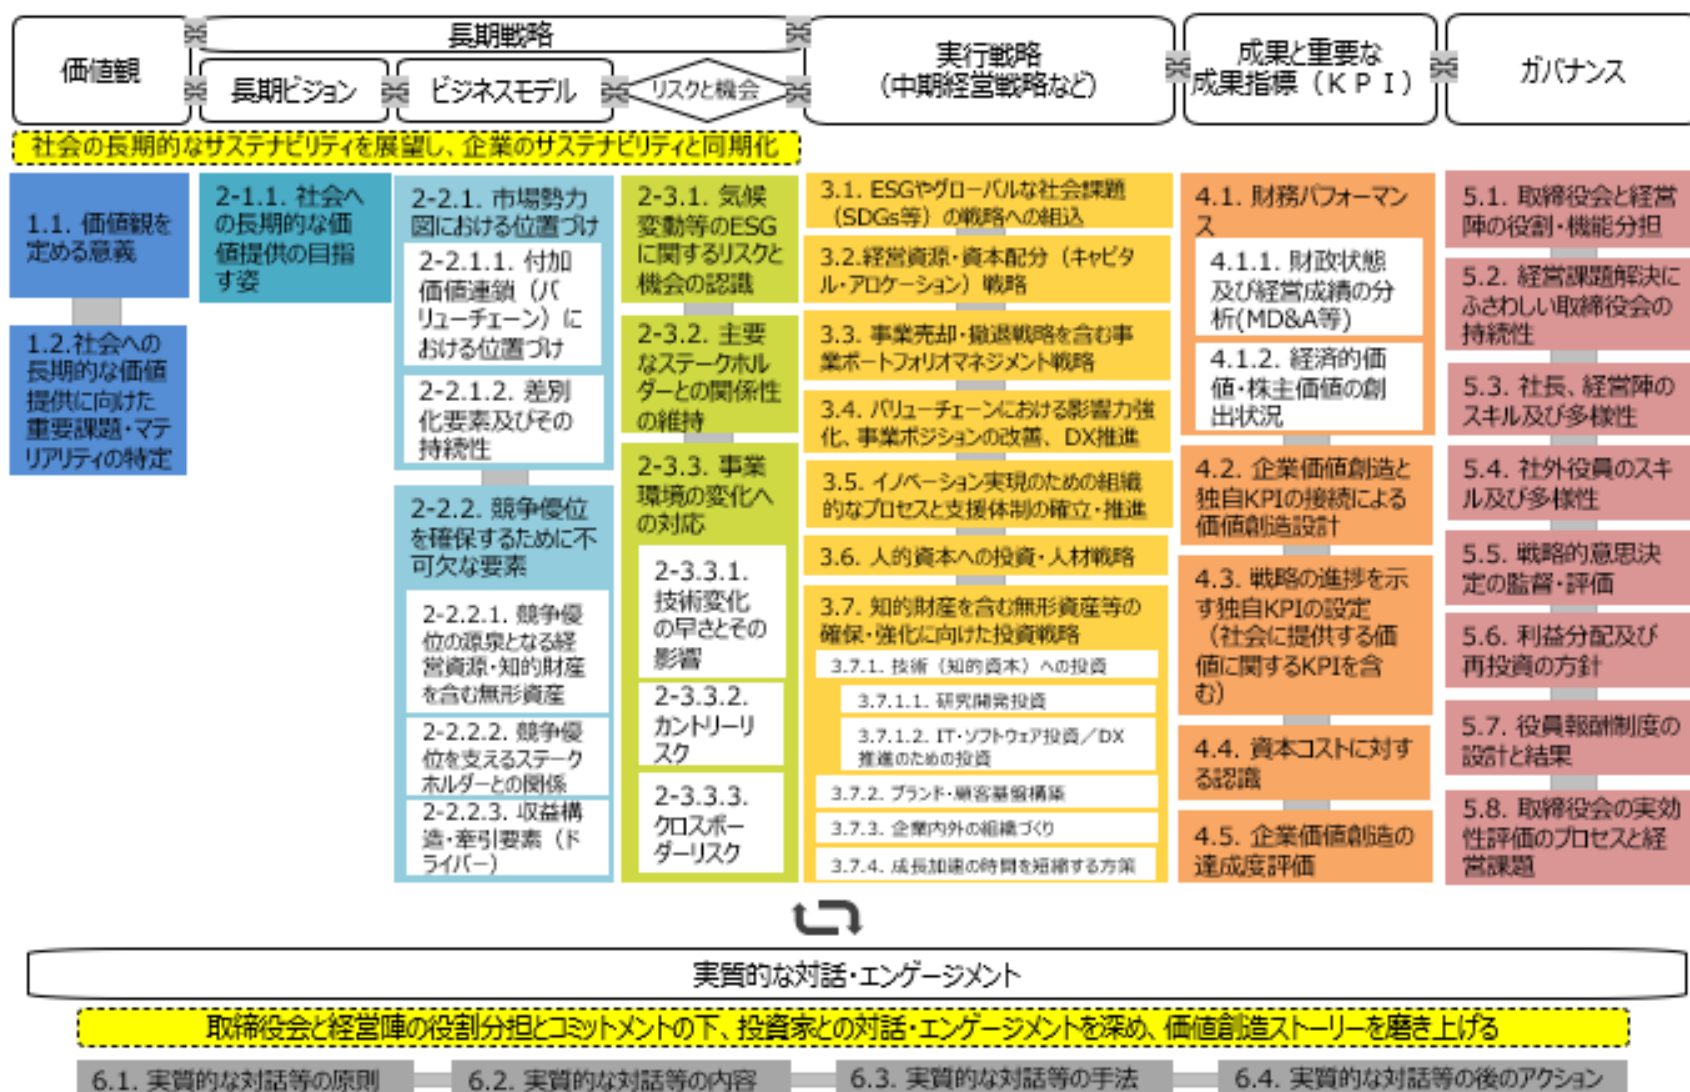 価値観
長期戦略
長期ビジョン
ビジネスモデル
リスクと機会
実行戦略
(中期経営戦略など)
成果と重要な
成果指標（ＫＰＩ）
ガバナンス
社会の長期的なサステナビリティを展望し、企業のサステナビリティと同期化
1.1. 価値観を
定める意義
1.2.社会への
長期的な価値
提供に向けた
重要課題・マテ
リアリティの特定
2-1.1. 社会へ
の長期的な価
値提供の目指
す姿
2-2.1. 市場勢力
図における位置づけ
2-2.1.1. 付加
価値連鎖（バ
リューチェーン）に
おける位置づけ
2-2.1.2. 差別
化要素及びその
持続性
2-2.2. 競争優位
を確保するために不
可欠な要素
2-2.2.1. 競争優
位の源泉となる経
営資源・知的財産
を含む無形資産
2-2.2.2. 競争優
位を支えるステーク
ホルダーとの関係
2-2.2.3. 収益構
造・牽引要素（ド
ライバー）
2-3.1. 気候
変動等のESG
に関するリスクと
機会の認識
2-3.2. 主要
なステークホル
ダーとの関係性
の維持
2-3.3. 事業
環境の変化へ
の対応
2-3.3.1.
技術変化
の早さとその
影響
2-3.3.2.
カントリーリ
スク
2-3.3.3.
クロスボー
ダーリスク
3.1. ESGやグローバルな社会課題
（SDGs等）の戦略への組込
3.2.経営資源・資本配分（キャピタ
ル・アロケーション）戦略
3.3. 事業売却・撤退戦略を含む事
業ポートフォリオマネジメント戦略
3.4. バリューチェーンにおける影響力強
化、事業ポジションの改善、DX推進
3.5. イノベーション実現のための組織
的なプロセスと支援体制の確立・推進
3.6. 人的資本への投資・人材戦略
3.7. 知的財産を含む無形資産等の
確保・強化に向けた投資戦略
3.7.1. 技術（知的資本）への投資
3.7.1.1. 研究開発投資
3.7.1.2. IT・ソフトウェア投資／DX
推進のための投資
3.7.2. ブランド・顧客基盤構築
3.7.3. 企業内外の組織づくり
3.7.4. 成長加速の時間を短縮する方策
4.1. 財務パフォーマン
ス
4.1.1. 財政状態
及び経営成績の分
析(MD&A等)
4.1.2. 経済的価
値・株主価値の創
出状況
4.2. 企業価値創造と
独自KPIの接続による
価値創造設計
4.3. 戦略の進捗を示
す独自KPIの設定
（社会に提供する価
値に関するKPIを含
む）
4.4. 資本コストに対す
る認識
4.5. 企業価値創造の
達成度評価
5.1. 取締役会と経営
陣の役割・機能分担
5.2. 経営課題解決に
ふさわしい取締役会の
持続性
5.3. 社長、経営陣の
スキル及び多様性
5.4. 社外役員のスキ
ル及び多様性
5.5. 戦略的意思決
定の監督・評価
5.6. 利益分配及び
再投資の方針
5.7. 役員報酬制度の
設計と結果
5.8. 取締役会の実効
性評価のプロセスと経
営課題
実質的な対話・エンゲージメント
取締役会と経営陣の役割分担とコミットメントの下、投資家との対話・エンゲージメントを深め、価値創造ストーリーを磨き上げる
6.1. 実質的な対話等の原則
6.2. 実質的な対話等の内容
6.3. 実質的な対話等の手法
6.4. 実質的な対話等の後のアクション